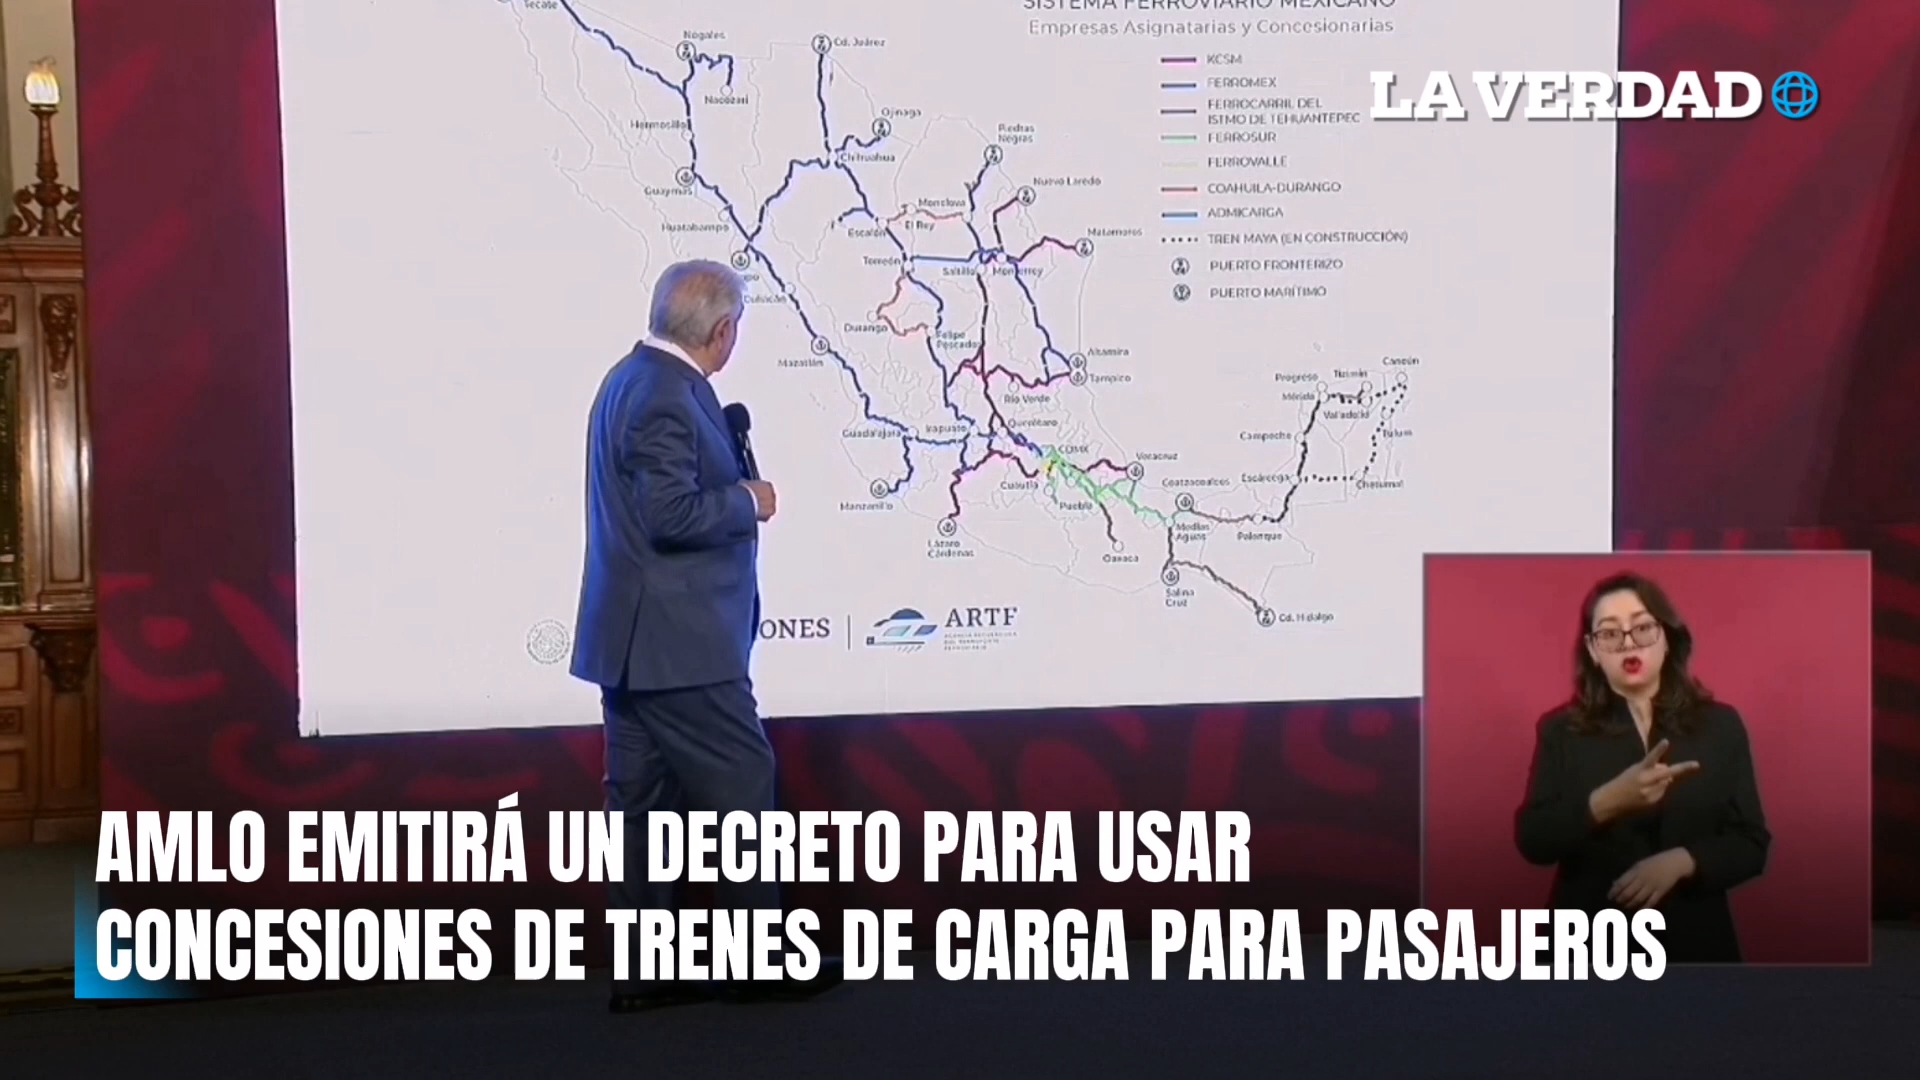 SISTEMA FERROVIARIO MEXICANO
Empresas Asignatarias y Concesionarias
KCSM
FERROMEX
FERROCARRIL DEL
ISTMO DE TEHUANTEPEC
FERROSUR
FERROVALLE
COAHUILA-DURANGO
ADMICARGA
TREN MAYA (EN CONSTRUCCIÓN)
PUERTO FRONTERIZO
PUERTO MARÍTIMO
LA VERDAD
Tecate
Nogales
Cd. Juárez
Nacozari
Ojinaga
Hermosillo
Piedras
Negras
Chihuahua
Guaymas
Nuevo Laredo
Monclova
Huatabampo
Escalón
El Rey
Matamoros
Torreón
Saltillo
Monterrey
Culiacán
Durango
Felipe
Pescador
Mazatlán
Altamira
Tampico
Cancún
Progreso
Tizimín
Mérida
Río Verde
Valladolid
Guadalajara
Irapuato
Querétaro
Campeche
Tulum
CDMX
Veracruz
Coatzacoalcos
Escárcega
Chetumal
Cuautla
Manzanillo
Puebla
Medias
Aguas
Palenque
Lázaro
Cárdenas
Oaxaca
Salina
Cruz
Cd. Hidalgo
ONES
ARTF
AMLO EMITIRÁ UN DECRETO PARA USAR
CONCESIONES DE TRENES DE CARGA PARA PASAJEROS